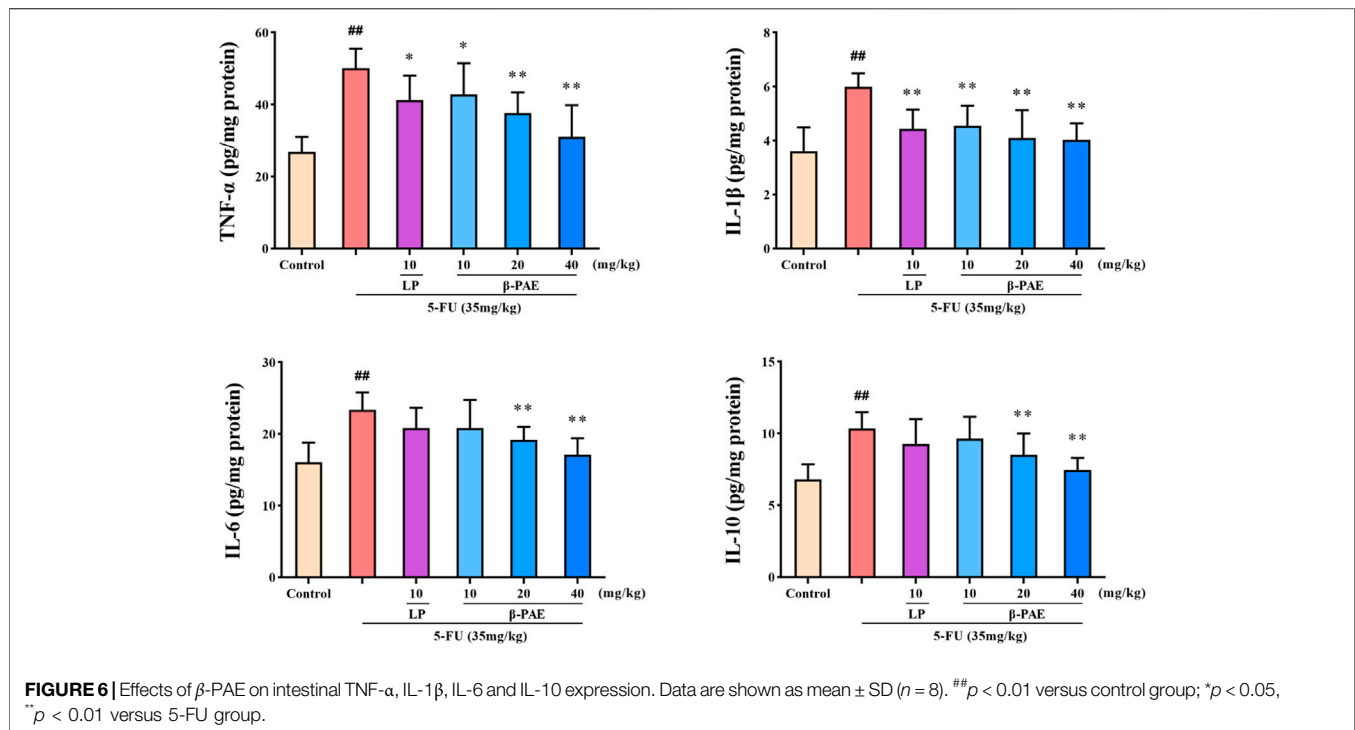 TNF-α (pg/mg protein)
60
40
20
0
##
*
*
**
**
Control
10
10
20
40
(mg/kg)
LP
β-PAE
5-FU (35mg/kg)
IL-1β (pg/mg protein)
8
6
4
2
0
##
**
**
**
**
Control
10
10
20
40
(mg/kg)
LP
β-PAE
5-FU (35mg/kg)
IL-6 (pg/mg protein)
30
20
10
0
##
**
**
Control
10
10
20
40
(mg/kg)
LP
β-PAE
5-FU (35mg/kg)
IL-10 (pg/mg protein)
15
10
5
0
##
**
**
Control
10
10
20
40
(mg/kg)
LP
β-PAE
5-FU (35mg/kg)
FIGURE 6 | Effects of β-PAE on intestinal TNF-α, IL-1β, IL-6 and IL-10 expression. Data are shown as mean ± SD (n = 8). ##p < 0.01 versus control group; *p < 0.05,
**p < 0.01 versus 5-FU group.